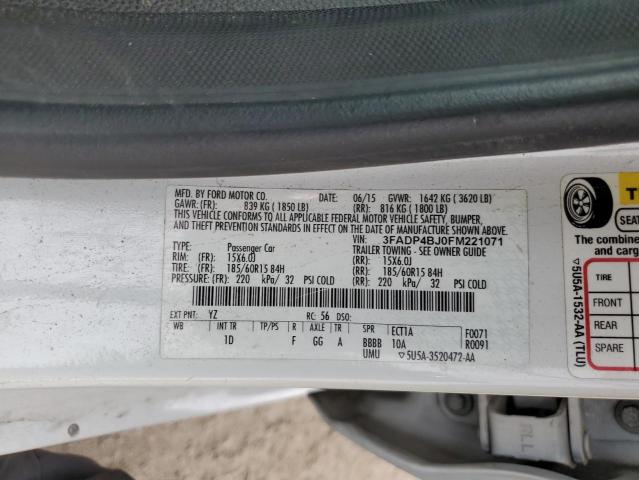 MFD. BY FORD MOTOR CO.
DATE: 06/15 GVWR: 1642 KG ( 3620 LB)
GAWR: (FR): 839 KG ( 1850 LB) (RR): 816 KG ( 1800 LB)
THIS VEHICLE CONFORMS TO ALL APPLICABLE FEDERAL MOTOR VEHICLE SAFETY, BUMPER,
AND THEFT PREVENTION STANDARDS IN EFFECT ON THE DATE OF MANUFACTURE SHOWN ABOVE.
VIN: 3FADP4BJ0FM221071
TYPE: Passenger Car TRAILER TOWING - SEE OWNER GUIDE
RIM: (FR): 15X6.0J (RR): 15X6.0J
TIRE: (FR): 185/60R15 84H (RR): 185/60R15 84H
PRESSURE: (FR): 220 kPa/ 32 PSI COLD (RR): 220 kPa/ 32 PSI COLD
EXT PNT: YZ RC: 56 DSO:
WB INT TR TP/PS R AXLE TR SPR ECT1A F0071
1D F GG A BBBB 10A R0091
UMU 5U5A-3520472-AA
5U5A-1532-AA (TLU)
SEAT
The combine
and carg
TIRE
FRONT
REAR
SPARE